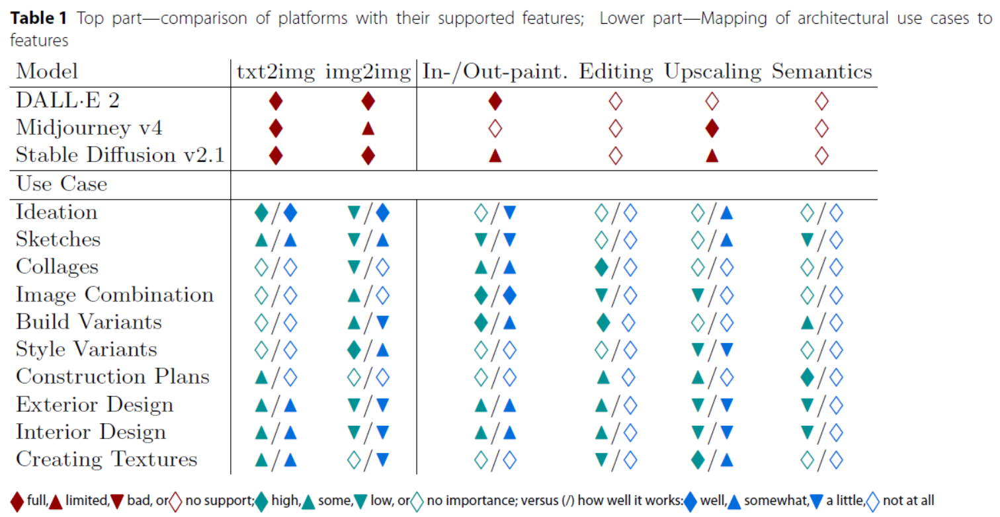 Table 1 Top part—comparison of platforms with their supported features; Lower part—Mapping of architectural use cases to
features
Model txt2img img2img In-/Out-paint. Editing Upscaling Semantics
DALL·E 2 ♦ ♦ ♦ ◊ ◊ ◊
Midjourney v4 ♦ ▲ ◊ ◊ ♦ ◊
Stable Diffusion v2.1 ♦ ♦ ▲ ◊ ▲ ◊
Use Case
Ideation ♦/♦ ▼/♦ ◊/▼ ◊/◊ ◊/▲ ◊/◊
Sketches ▲/▲ ▼/▲ ▼/▼ ◊/◊ ◊/▲ ▼/◊
Collages ◊/◊ ▼/◊ ▲/▲ ♦/◊ ◊/◊ ◊/◊
Image Combination ◊/◊ ▲/◊ ♦/♦ ▼/◊ ▼/◊ ◊/◊
Build Variants ◊/◊ ▲/▼ ♦/▲ ♦ ◊ ◊/◊ ▲/◊
Style Variants ◊/◊ ♦/▲ ◊/◊ ◊/◊ ▼/▼ ◊/◊
Construction Plans ▲/◊ ◊/◊ ◊/◊ ▲ ◊ ▲/◊ ♦/◊
Exterior Design ▲/▲ ▼/▼ ▲/▲ ▲/◊ ▼/▼ ▼/◊
Interior Design ▲/▲ ▼/▼ ▲/▲ ▲/◊ ▼/▼ ▼/◊
Creating Textures ▲/▲ ◊/▼ ◊/◊ ▼/◊ ♦/▲ ◊/◊
♦ full, ▲ limited, ▼ bad, or ◊ no support; ♦ high, ▲ some, ▼ low, or ◊ no importance; versus (/) how well it works: ♦ well, ▲ somewhat, ▼ a little, ◊ not at all